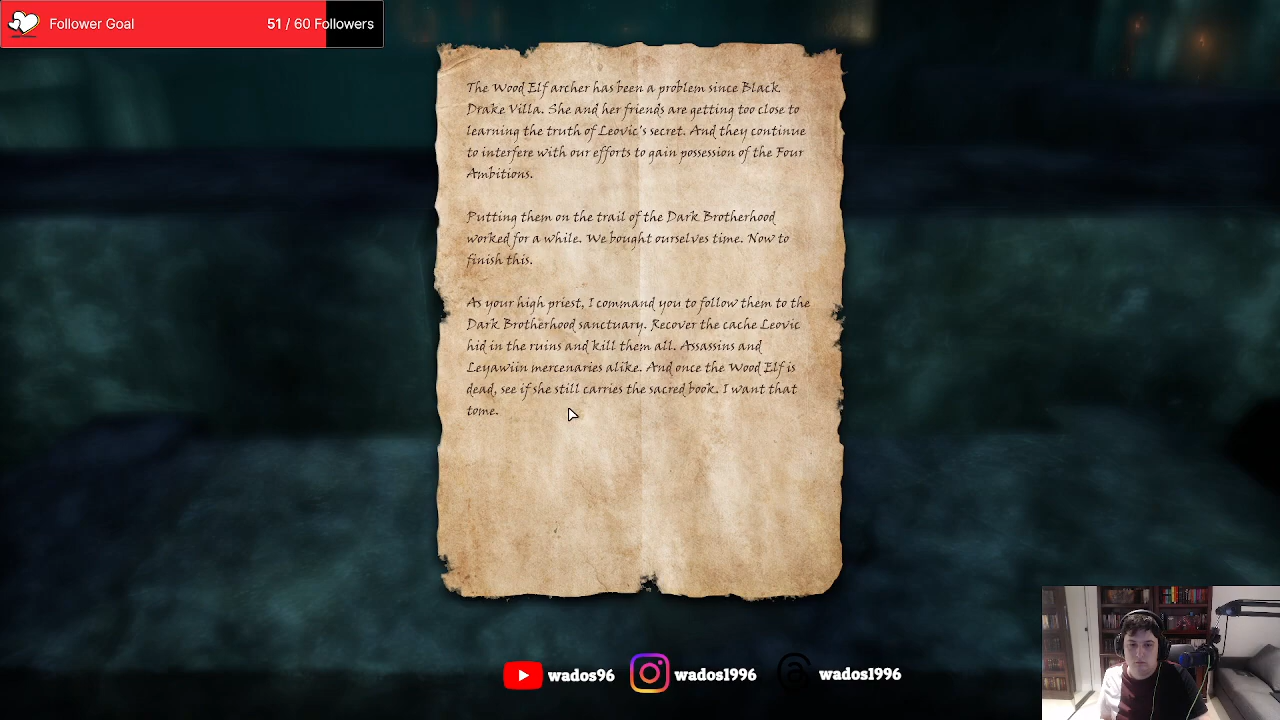 Follower Goal
51 / 60 Followers
The Wood Elf archer has been a problem since Black
Drake Villa. She and her friends are getting too close to
learning the truth of Leovic's secret. And they continue
to interfere with our efforts to gain possession of the Four
Ambitions.
Putting them on the trail of the Dark Brotherhood
worked for a while. We bought ourselves time. Now to
finish this.
As your high priest, I command you to follow them to the
Dark Brotherhood sanctuary. Recover the cache Leovic
hid in the ruins and kill them all. Assassins and
Leyawiin mercenaries alike. And once the Wood Elf is
dead, see if she still carries the sacred book. I want that
tome.
wados96
wados1996
wados1996